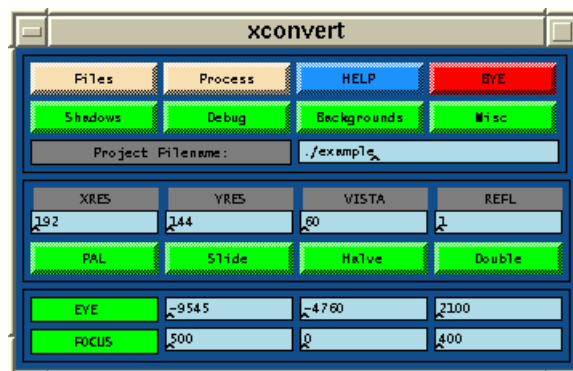 xconvert
Files Process HELP BYE
Shadows Debug Backgrounds Misc
Project Filename: ./example
XRES YRES VISTA REFL
192 144 60 1
PAL Slide Halve Double
EYE -9545 -4760 2100
FOCUS 500 0 400